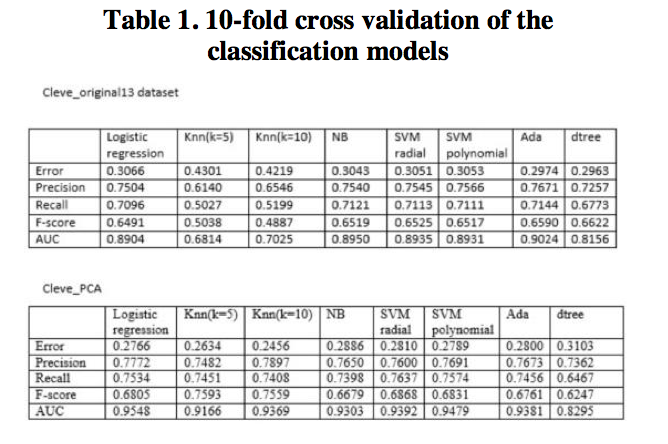 Table 1. 10-fold cross validation of the
classification models
Cleve_original13 dataset
Logistic regression Knn(k=5) Knn(k=10) NB SVM radial SVM polynomial Ada dtree
Error 0.3066 0.4301 0.4219 0.3043 0.3051 0.3053 0.2974 0.2963
Precision 0.7504 0.6140 0.6546 0.7540 0.7545 0.7566 0.7671 0.7257
Recall 0.7096 0.5027 0.5199 0.7121 0.7113 0.7111 0.7144 0.6773
F-score 0.6491 0.5038 0.4887 0.6519 0.6525 0.6517 0.6590 0.6622
AUC 0.8904 0.6814 0.7025 0.8950 0.8935 0.8931 0.9024 0.8156
Cleve_PCA
Logistic regression Knn(k=5) Knn(k=10) NB SVM radial SVM polynomial Ada dtree
Error 0.2766 0.2634 0.2456 0.2886 0.2810 0.2789 0.2800 0.3103
Precision 0.7772 0.7482 0.7897 0.7650 0.7600 0.7691 0.7673 0.7362
Recall 0.7534 0.7451 0.7408 0.7398 0.7637 0.7574 0.7456 0.6467
F-score 0.6805 0.7593 0.7559 0.6679 0.6868 0.6831 0.6761 0.6247
AUC 0.9548 0.9166 0.9369 0.9303 0.9392 0.9479 0.9381 0.8295